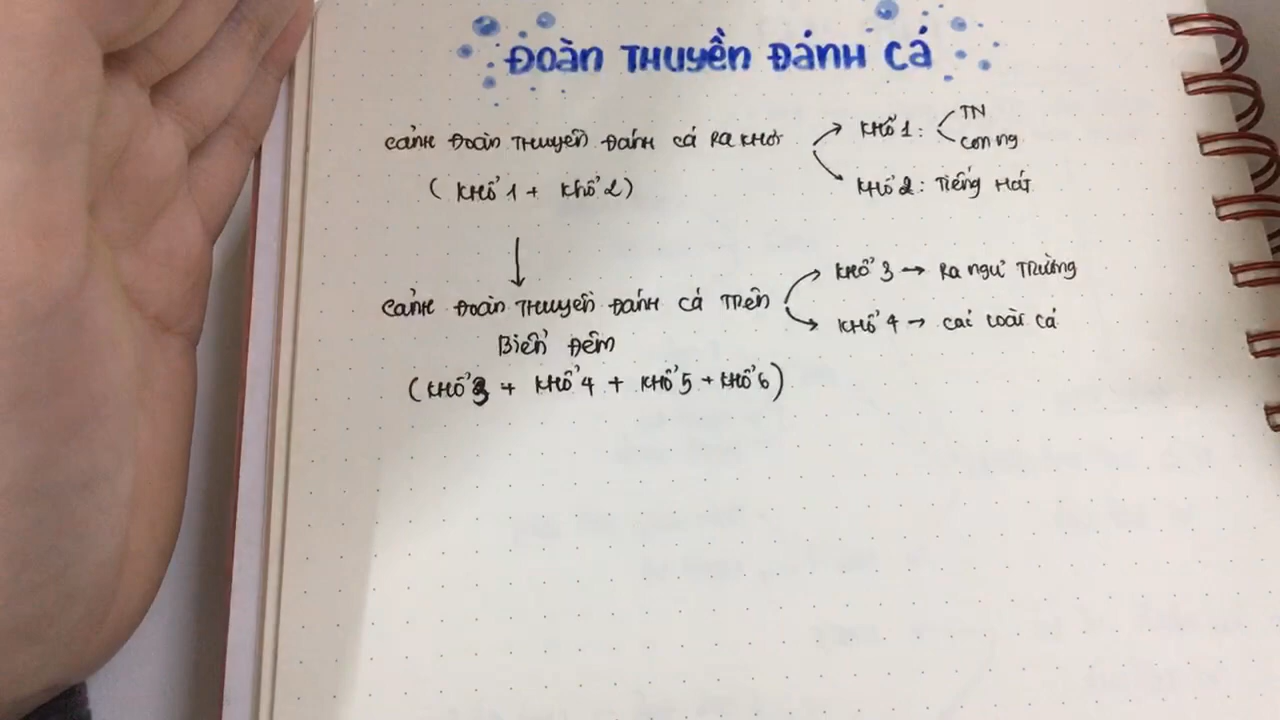 ĐOÀN THUYỀN ĐÁNH CÁ
CẢNH ĐOÀN THUYỀN ĐÁNH CÁ RA KHƠI
(KHỔ 1 + KHỔ 2)
KHỔ 1:
TN
CON NG
KHỔ 2: TIẾNG HÁT
CẢNH ĐOÀN THUYỀN ĐÁNH CÁ TRÊN
BIỂN ĐÊM
(KHỔ 3 + KHỔ 4 + KHỔ 5 + KHỔ 6)
KHỔ 3 → RA NGƯ TRƯỜNG
KHỔ 4 → CÁC LOÀI CÁ